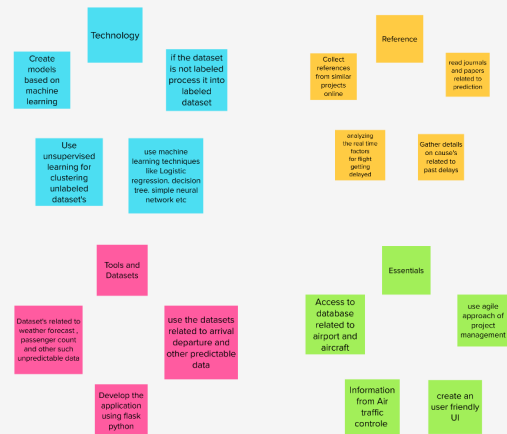 Technology
Create
models
based on
machine
learning
if the dataset
is not labeled
process it into
labeled
dataset
Use
unsupervised
learning for
clustering
unlabeled
dataset's
use machine
learning techniques
like Logistic
regression, decision
tree, simple neural
network etc
Reference
Collect
references
from similar
projects
online
read journals
and papers
related to
prediction
analyzing
the real time
factors
for flight
getting
delayed
Gather details
on cause's
related to
past delays
Tools and
Datasets
Dataset's related to
weather forecast ,
passenger count
and other such
unpredictable data
use the datasets
related to arrival
departure and
other predictable
data
Develop the
application
using flask
python
Essentials
Access to
database
related to
airport and
aircraft
use agile
approach of
project
management
Information
from Air
traffic
controle
create an
user friendly
UI